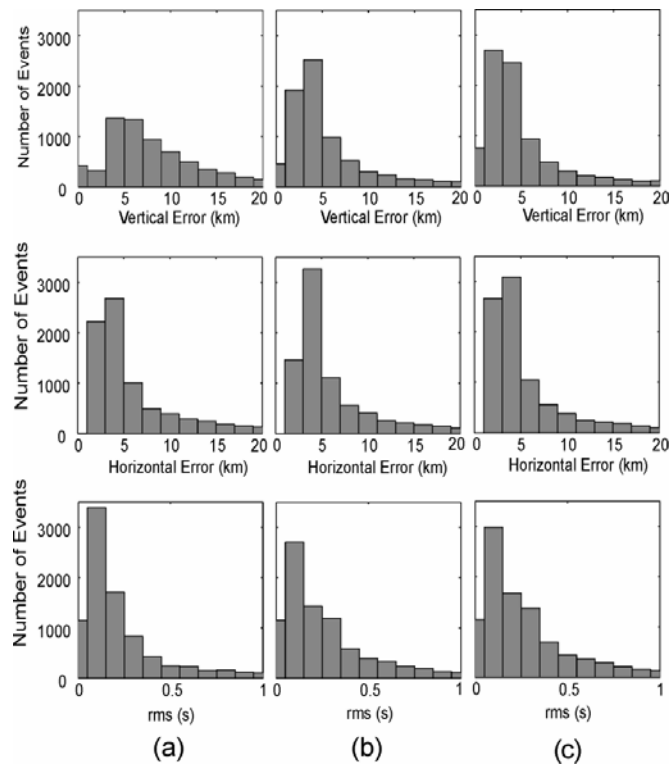 Number of Events
3000
2000
1000
0
0 5 10 15 20
Vertical Error (km)
0 5 10 15 20
Vertical Error (km)
0 5 10 15 20
Vertical Error (km)
Number of Events
3000
2000
1000
0
0 5 10 15 20
Horizontal Error (km)
0 5 10 15 20
Horizontal Error (km)
0 5 10 15 20
Horizontal Error (km)
Number of Events
3000
2000
1000
0
0 0.5 1
rms (s)
0 0.5 1
rms (s)
0 0.5 1
rms (s)
(a)
(b)
(c)